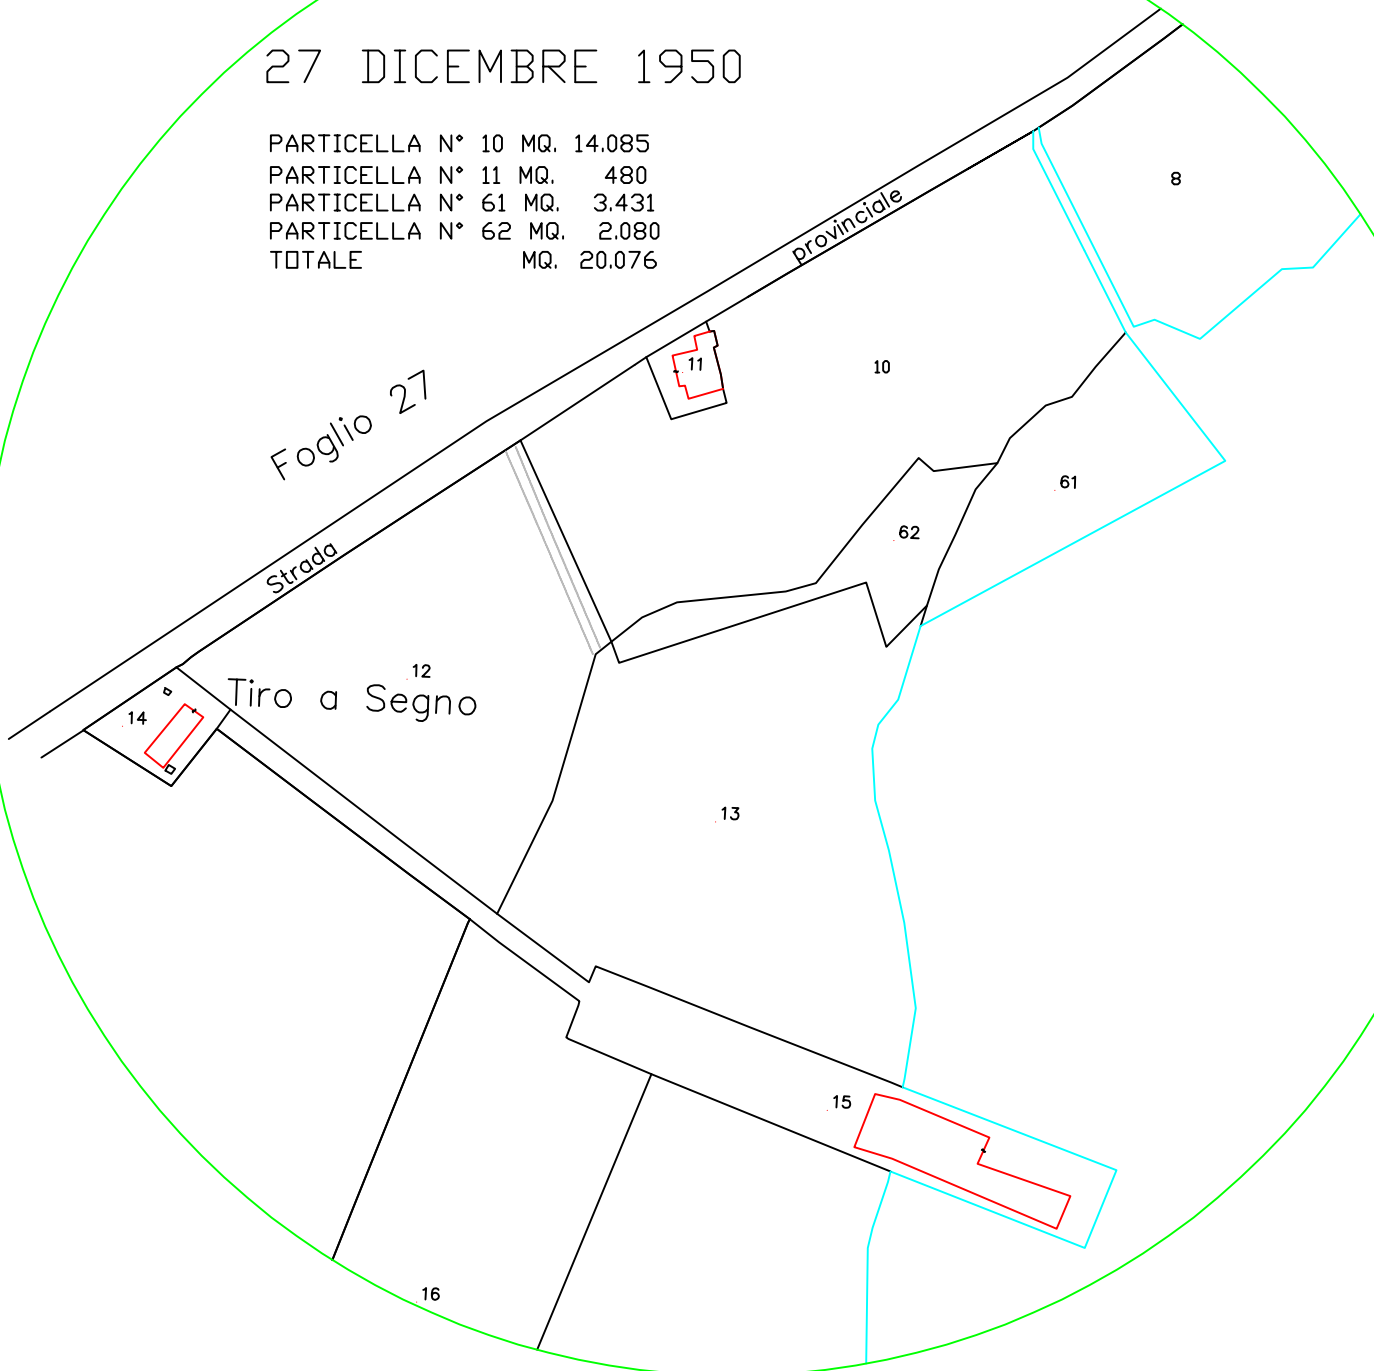 27 DICEMBRE 1950
PARTICELLA N° 10 MQ. 14.085
PARTICELLA N° 11 MQ. 480
PARTICELLA N° 61 MQ. 3.431
PARTICELLA N° 62 MQ. 2.080
TOTALE MQ. 20.076
8
provinciale
11
10
Foglio 27
61
62
Strada
12
Tiro a Segno
14
13
15
16